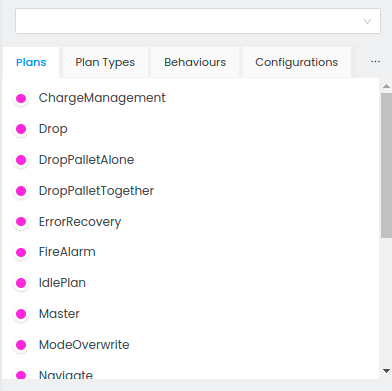 Plans Plan Types Behaviours Configurations ...
ChargeManagement
Drop
DropPalletAlone
DropPalletTogether
ErrorRecovery
FireAlarm
IdlePlan
Master
ModeOverwrite
Navigate